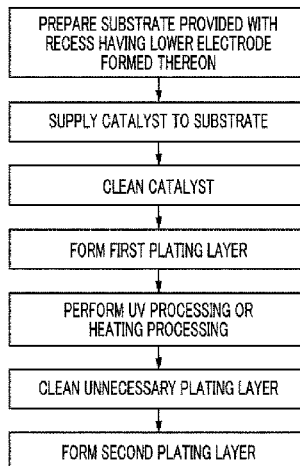 PREPARE SUBSTRATE PROVIDED WITH
RECESS HAVING LOWER ELECTRODE
FORMED THEREON
SUPPLY CATALYST TO SUBSTRATE
CLEAN CATALYST
FORM FIRST PLATING LAYER
PERFORM UV PROCESSING OR
HEATING PROCESSING
CLEAN UNNECESSARY PLATING LAYER
FORM SECOND PLATING LAYER